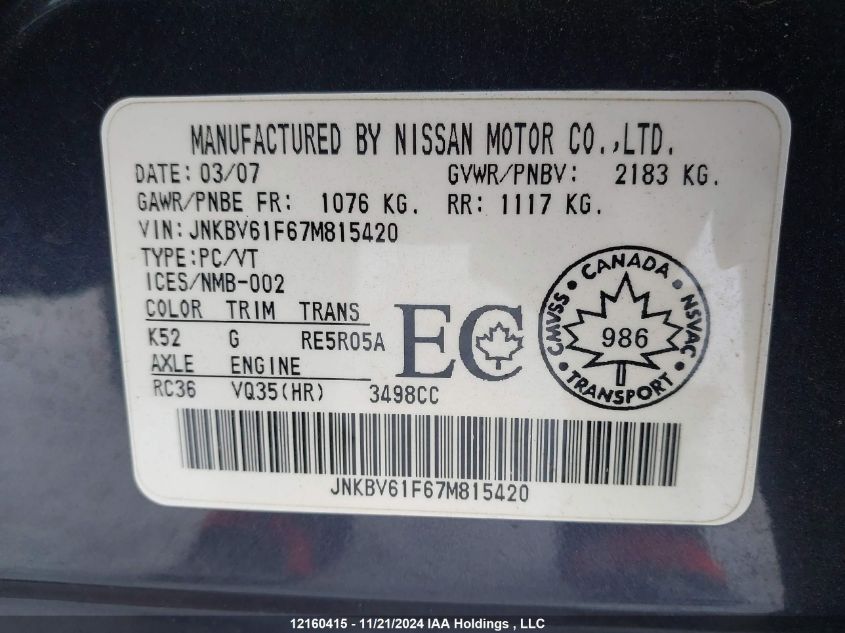 MANUFACTURED BY NISSAN MOTOR CO.,LTD.
DATE: 03/07 GVWR/PNBV: 2183 KG.
GAWR/PNBE FR: 1076 KG. RR: 1117 KG.
VIN: JNKBV61F67M815420
TYPE:PC/VT
ICES/NMB-002
COLOR TRIM TRANS
K52 G RE5R05A
AXLE ENGINE
RC36 VQ35(HR) 3498CC
EC
CANADA
CMVSS
NSVAC
986
TRANSPORT
JNKBV61F67M815420
12160415 - 11/21/2024 IAA Holdings , LLC